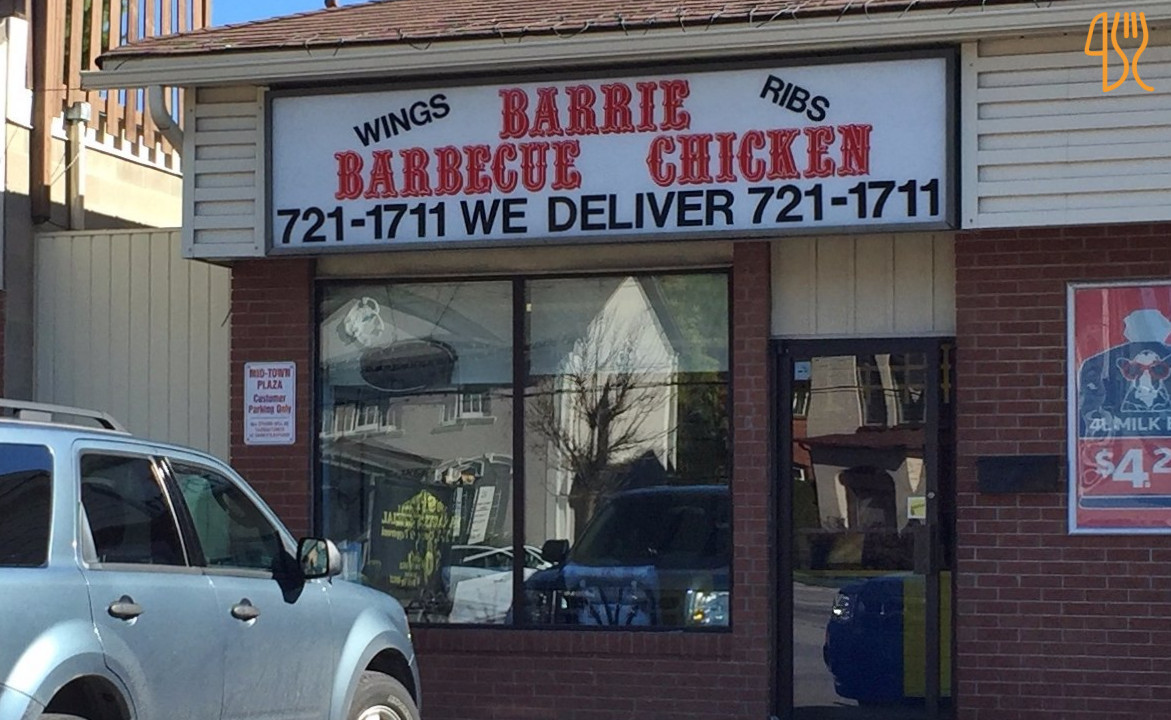 WINGS BARRIE RIBS
BARBECUE CHICKEN
721-1711 WE DELIVER 721-1711
MID-TOWN
PLAZA
Customer
Parking Only
4L MILK
$4.2